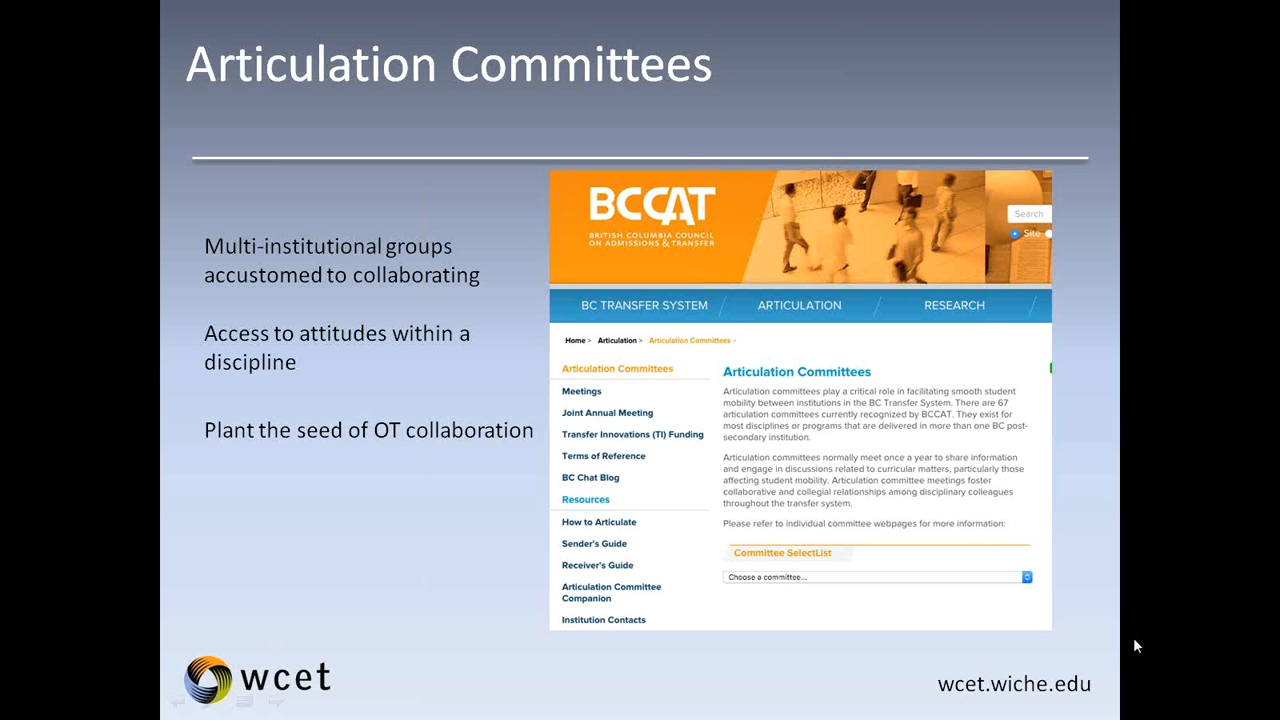 Articulation Committees
Multi-institutional groups
accustomed to collaborating
Access to attitudes within a
discipline
Plant the seed of OT collaboration
BCCAT
BRITISH COLUMBIA COUNCIL
ON ADMISSIONS & TRANSFER
Search
Site
BC TRANSFER SYSTEM
ARTICULATION
RESEARCH
Home > Articulation > Articulation Committees >
Articulation Committees
Meetings
Joint Annual Meeting
Transfer Innovations (TI) Funding
Terms of Reference
BC Chat Blog
Resources
How to Articulate
Sender's Guide
Receiver's Guide
Articulation Committee
Companion
Institution Contacts
Articulation Committees
Articulation committees play a critical role in facilitating smooth student
mobility between institutions in the BC Transfer System. There are 67
articulation committees currently recognized by BCCAT. They exist for
most disciplines or programs that are delivered in more than one BC post-
secondary institution.
Articulation committees normally meet once a year to share information
and engage in discussions related to curricular matters, particularly those
affecting student mobility. Articulation committee meetings foster
collaborative and collegial relationships among disciplinary colleagues
throughout the transfer system.
Please refer to individual committee webpages for more information:
Committee SelectList
Choose a committee...
wcet
wcet.wiche.edu